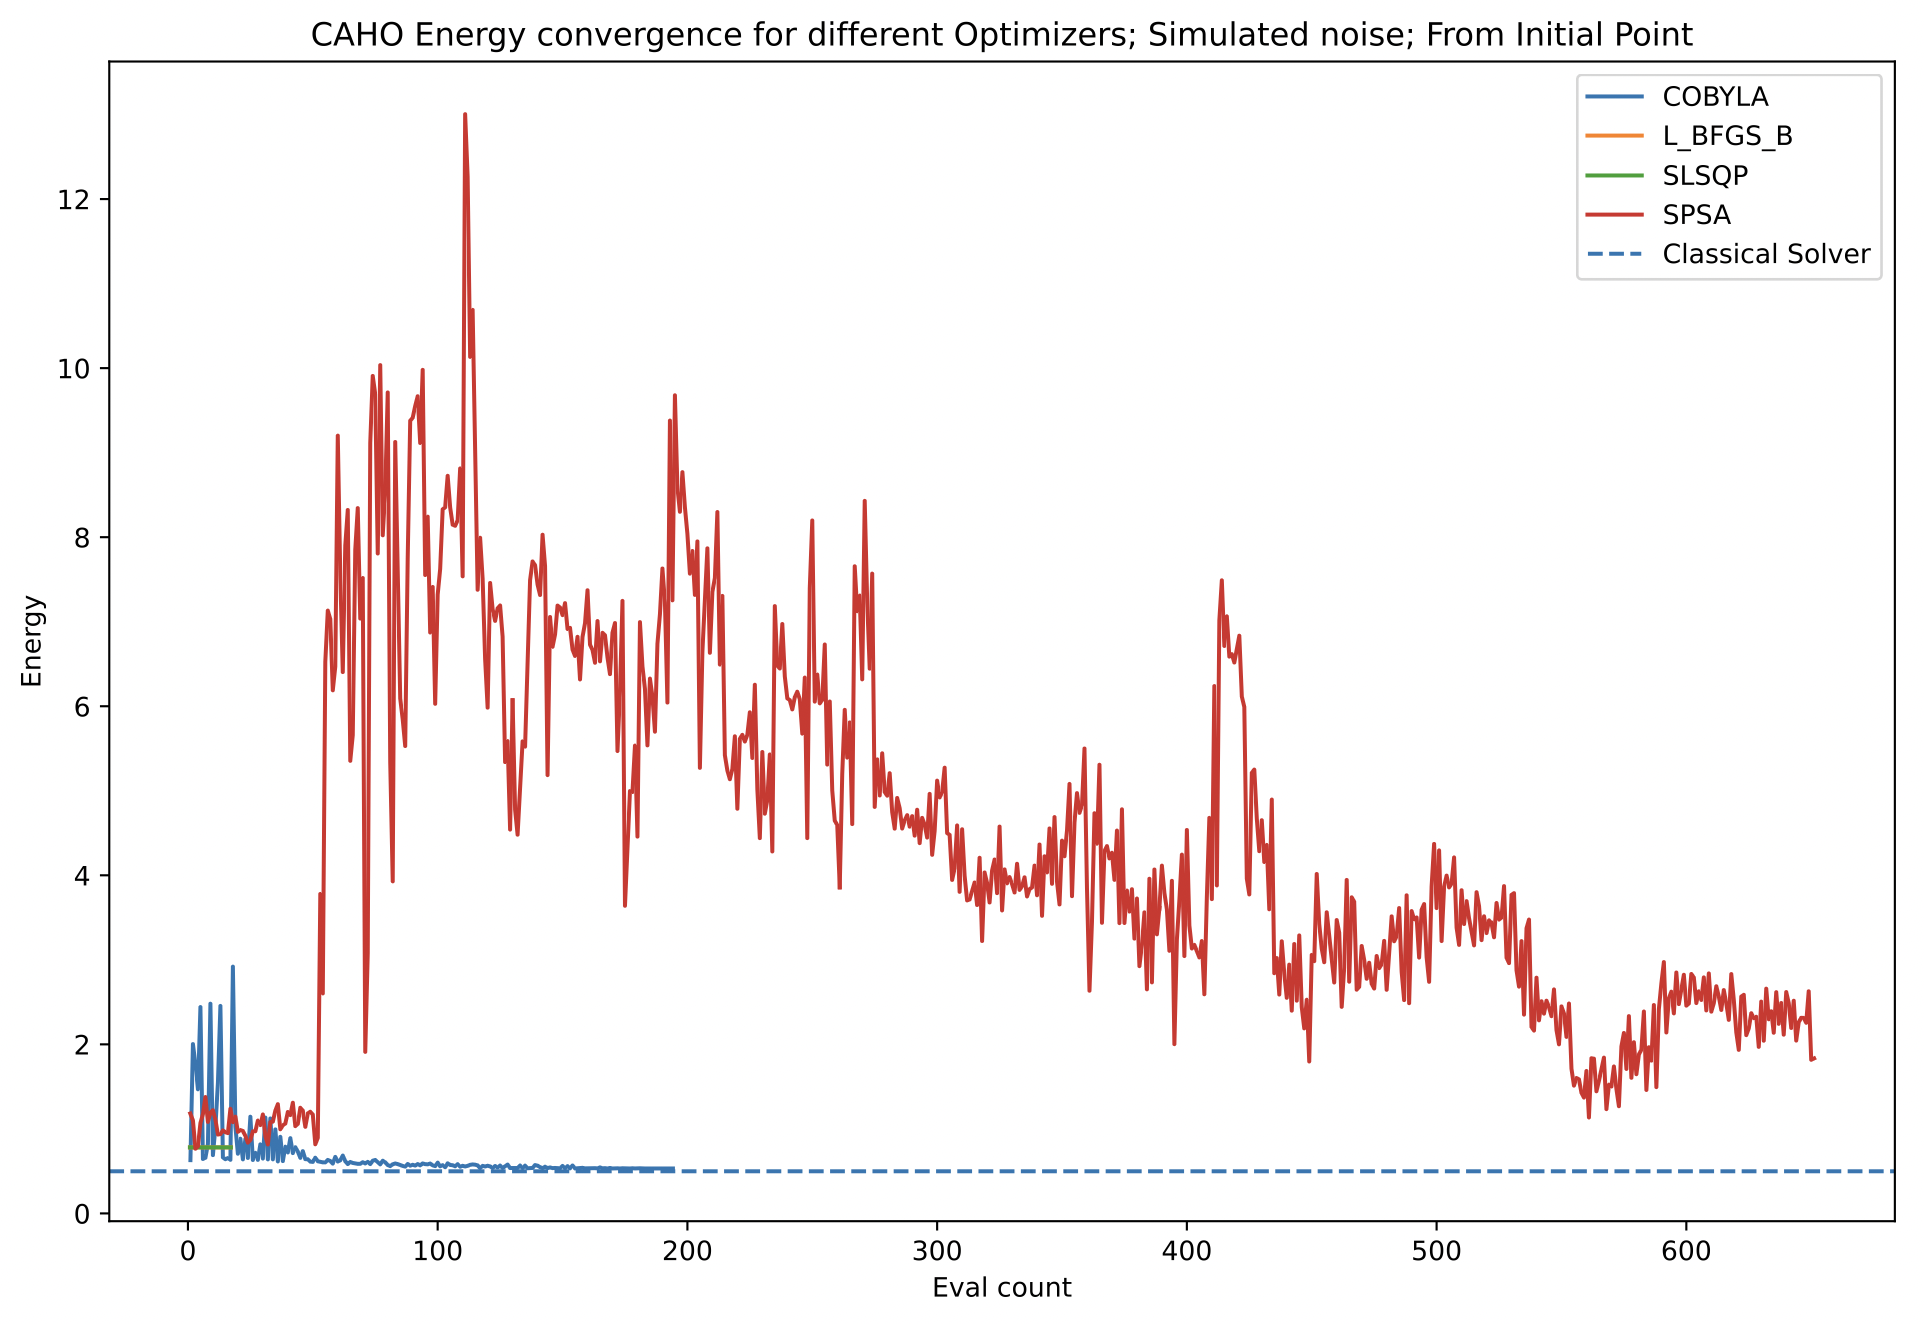 CAHO Energy convergence for different Optimizers; Simulated noise; From Initial Point
COBYLA
L_BFGS_B
SLSQP
SPSA
Classical Solver
12
10
8
6
4
2
0
Energy
0 100 200 300 400 500 600
Eval count